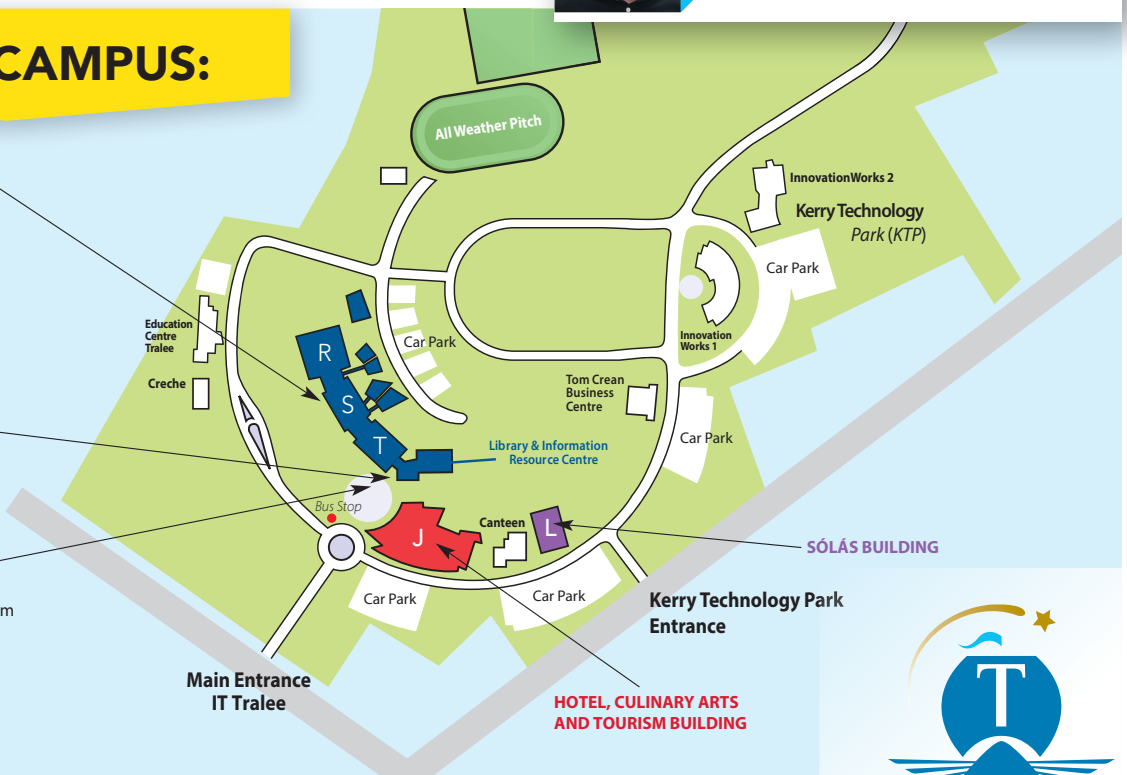 CAMPUS:
All Weather Pitch
InnovationWorks 2
Kerry Technology
Park (KTP)
Car Park
Innovation
Works 1
Education
Centre
Tralee
Creche
R
S
T
Car Park
Tom Crean
Business
Centre
Car Park
Library & Information
Resource Centre
Bus Stop
J
Canteen
L
SÓLÁS BUILDING
Car Park
Car Park
Kerry Technology Park
Entrance
m
Main Entrance
IT Tralee
HOTEL, CULINARY ARTS
AND TOURISM BUILDING
T